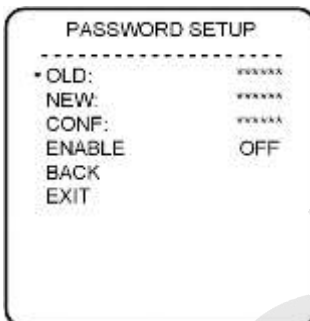 PASSWORD SETUP
- - - - - - - - - - - - - - - - - - - - - -
•OLD: ******
NEW: ******
CONF: ******
ENABLE OFF
BACK
EXIT